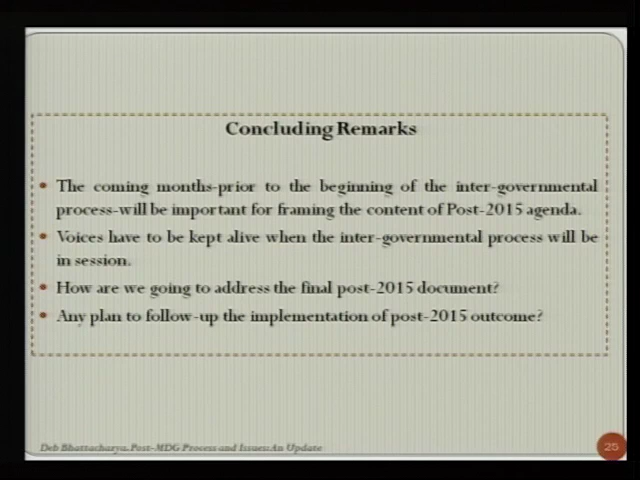 Concluding Remarks
The coming months-prior to the beginning of the inter-governmental
process-will be important for framing the content of Post-2015 agenda.
Voices have to be kept alive when the inter-governmental process will be
in session.
How are we going to address the final post-2015 document?
Any plan to follow-up the implementation of post-2015 outcome?
Deb Bhattacharya. Post-MDG Process and Issues: An Update
25